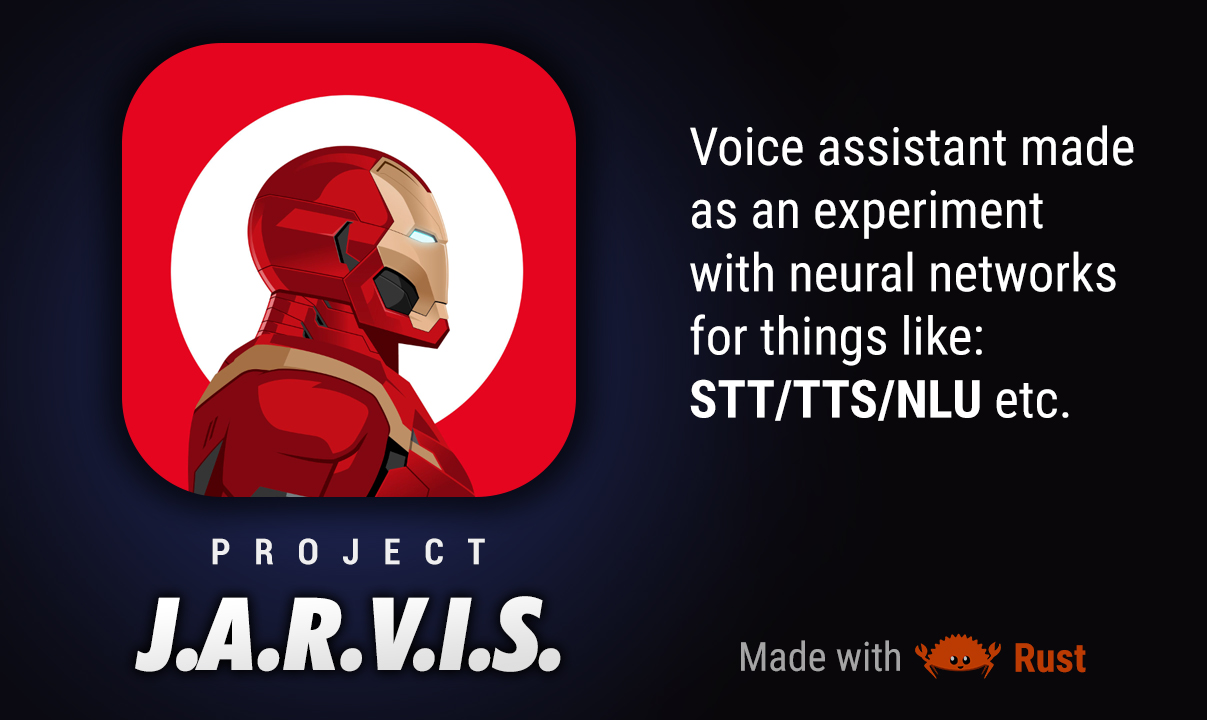 PROJECT
J.A.R.V.I.S.
Voice assistant made
as an experiment
with neural networks
for things like:
STT/TTS/NLU etc.
Made with Rust